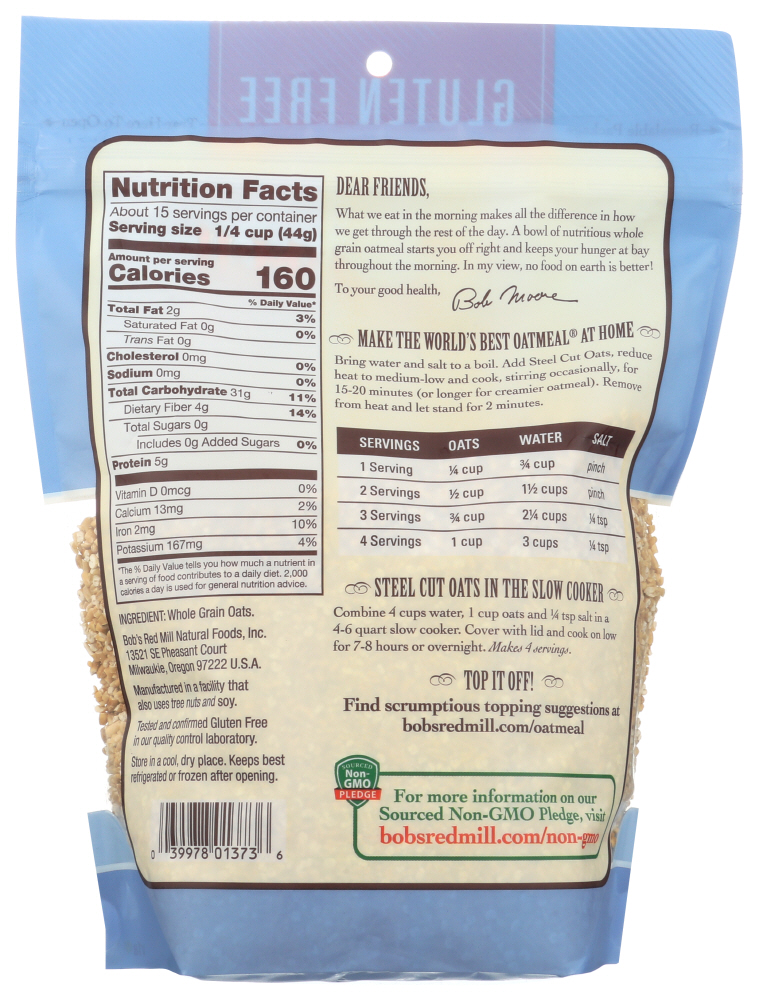 GLUTEN FREE
Nutrition Facts
About 15 servings per container
Serving size 1/4 cup (44g)
Amount per serving
Calories 160
% Daily Value*
Total Fat 2g 3%
Saturated Fat 0g 0%
Trans Fat 0g
Cholesterol 0mg 0%
Sodium 0mg 0%
Total Carbohydrate 31g 11%
Dietary Fiber 4g 14%
Total Sugars 0g
Includes 0g Added Sugars 0%
Protein 5g
Vitamin D 0mcg 0%
Calcium 13mg 2%
Iron 2mg 10%
Potassium 167mg 4%
*The % Daily Value tells you how much a nutrient in
a serving of food contributes to a daily diet. 2,000
calories a day is used for general nutrition advice.
INGREDIENT: Whole Grain Oats.
Bob's Red Mill Natural Foods, Inc.
13521 SE Pheasant Court
Milwaukie, Oregon 97222 U.S.A.
Manufactured in a facility that
also uses tree nuts and soy.
Tested and confirmed Gluten Free
in our quality control laboratory.
Store in a cool, dry place. Keeps best
refrigerated or frozen after opening.
0 39978 01373 6
DEAR FRIENDS,
What we eat in the morning makes all the difference in how
we get through the rest of the day. A bowl of nutritious whole
grain oatmeal starts you off right and keeps your hunger at bay
throughout the morning. In my view, no food on earth is better!
To your good health,
Bob Moore
MAKE THE WORLD'S BEST OATMEAL® AT HOME
Bring water and salt to a boil. Add Steel Cut Oats, reduce
heat to medium-low and cook, stirring occasionally, for
15-20 minutes (or longer for creamier oatmeal). Remove
from heat and let stand for 2 minutes.
SERVINGS OATS WATER SALT
1 Serving ¼ cup ¾ cup pinch
2 Servings ½ cup 1½ cups pinch
3 Servings ¾ cup 2¼ cups ¼ tsp
4 Servings 1 cup 3 cups ¼ tsp
STEEL CUT OATS IN THE SLOW COOKER
Combine 4 cups water, 1 cup oats and ¼ tsp salt in a
4-6 quart slow cooker. Cover with lid and cook on low
for 7-8 hours or overnight. Makes 4 servings.
TOP IT OFF!
Find scrumptious topping suggestions at
bobsredmill.com/oatmeal
SOURCED
Non-
GMO
PLEDGE
For more information on our
Sourced Non-GMO Pledge, visit
bobsredmill.com/non-gmo